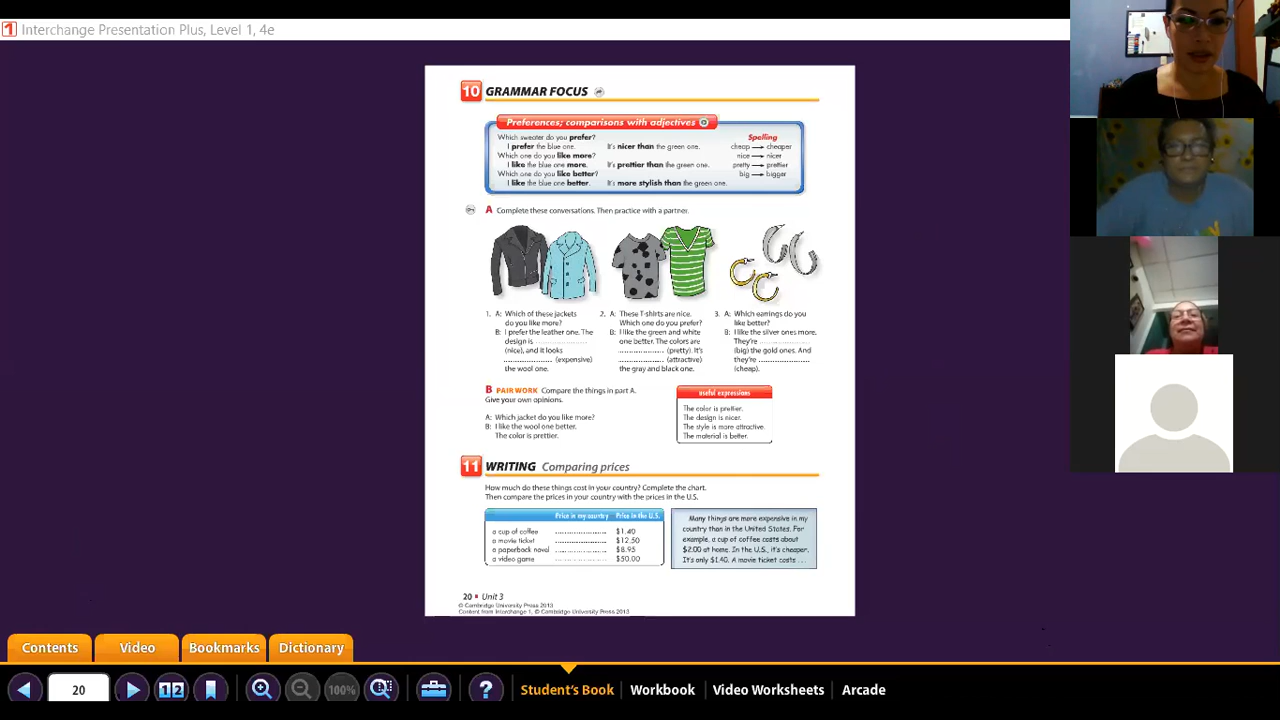 1 Interchange Presentation Plus, Level 1, 4e
10 GRAMMAR FOCUS
Preferences; comparisons with adjectives
Which sweater do you prefer?
I prefer the blue one. It's nicer than the green one.
Which one do you like more?
I like the blue one more. It's prettier than the green one.
Which one do you like better?
I like the blue one better. It's more stylish than the green one.
Spelling
cheap → cheaper
nice → nicer
pretty → prettier
big → bigger
A Complete these conversations. Then practice with a partner.
1. A: Which of these jackets
do you like more?
B: I prefer the leather one. The
design is ....................
(nice), and it looks
.................... (expensive)
the wool one.
2. A: These T-shirts are nice.
Which one do you prefer?
B: I like the green and white
one better. The colors are
.................... (pretty). It's
.................... (attractive)
the gray and black one.
3. A: Which earrings do you
like better?
B: I like the silver ones more.
They're ....................
(big) the gold ones. And
they're ....................
(cheap).
B PAIR WORK Compare the things in part A.
Give your own opinions.
A: Which jacket do you like more?
B: I like the wool one better.
The color is prettier.
useful expressions
The color is prettier.
The design is nicer.
The style is more attractive.
The material is better.
11 WRITING Comparing prices
How much do these things cost in your country? Complete the chart.
Then compare the prices in your country with the prices in the U.S.
Price in my country Price in the U.S.
a cup of coffee .................... $1.40
a movie ticket .................... $12.50
a paperback novel .................... $8.95
a video game .................... $50.00
Many things are more expensive in my
country than in the United States. For
example, a cup of coffee costs about
$2.00 at home. In the U.S., it's cheaper.
It's only $1.40. A movie ticket costs ...
20 ▪ Unit 3
© Cambridge University Press 2013
Content from Interchange 1, © Cambridge University Press 2013
Contents Video Bookmarks Dictionary
20 12 100% ? Student's Book Workbook Video Worksheets Arcade